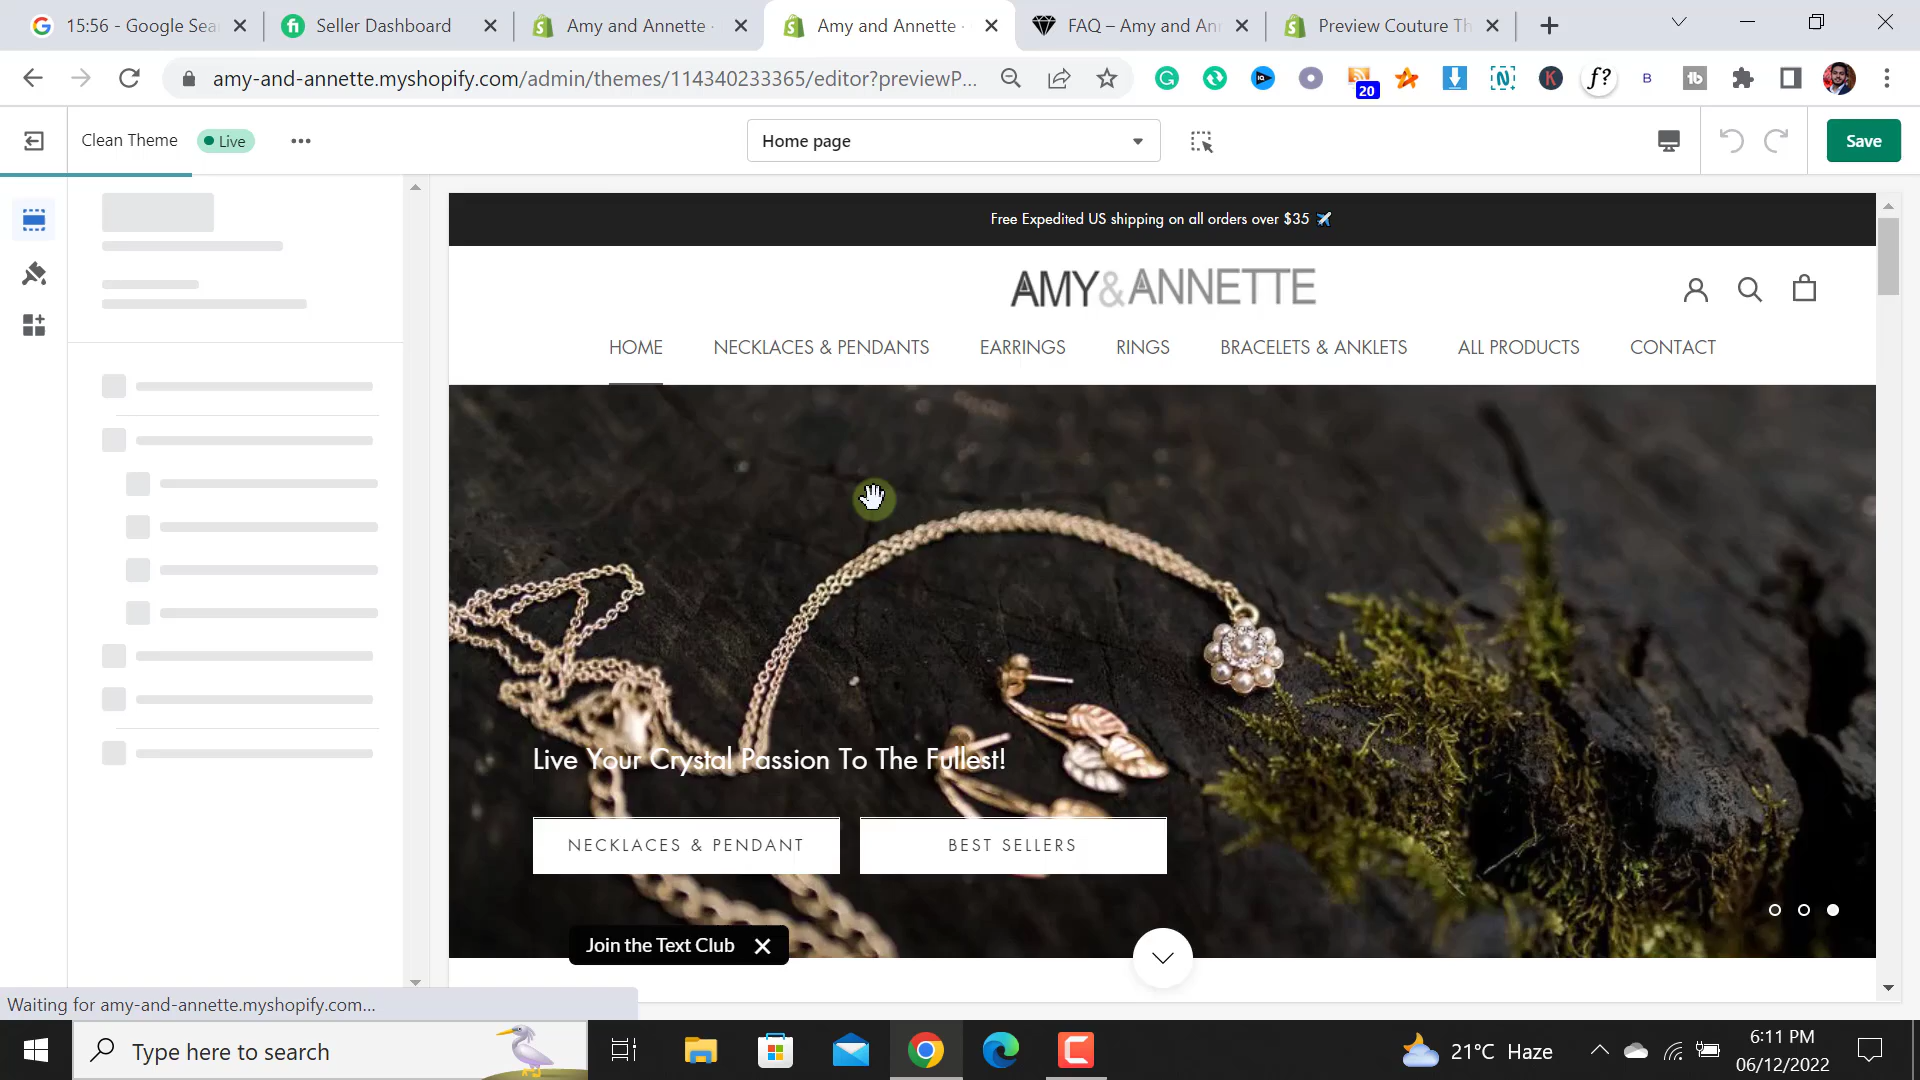 15:56 - Google Sea
Seller Dashboard
Amy and Annette ·
Amy and Annette ·
FAQ – Amy and An
Preview Couture Th
amy-and-annette.myshopify.com/admin/themes/114340233365/editor?previewP...
20
Clean Theme
Live
Home page
Save
Free Expedited US shipping on all orders over $35 ✈️
AMY&ANNETTE
HOME
NECKLACES & PENDANTS
EARRINGS
RINGS
BRACELETS & ANKLETS
ALL PRODUCTS
CONTACT
Live Your Crystal Passion To The Fullest!
NECKLACES & PENDANT
BEST SELLERS
Join the Text Club
Waiting for amy-and-annette.myshopify.com...
Type here to search
21°C Haze
6:11 PM
06/12/2022